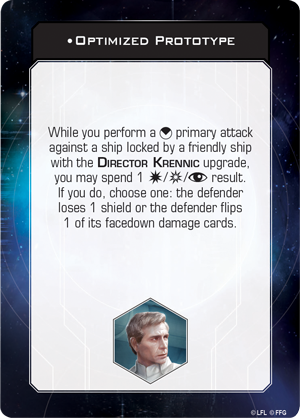 •Optimized Prototype
While you perform a primary attack
against a ship locked by a friendly ship
with the Director Krennic upgrade,
you may spend 1 / / result.
If you do, choose one: the defender
loses 1 shield or the defender flips
1 of its facedown damage cards.
©LFL ©FFG